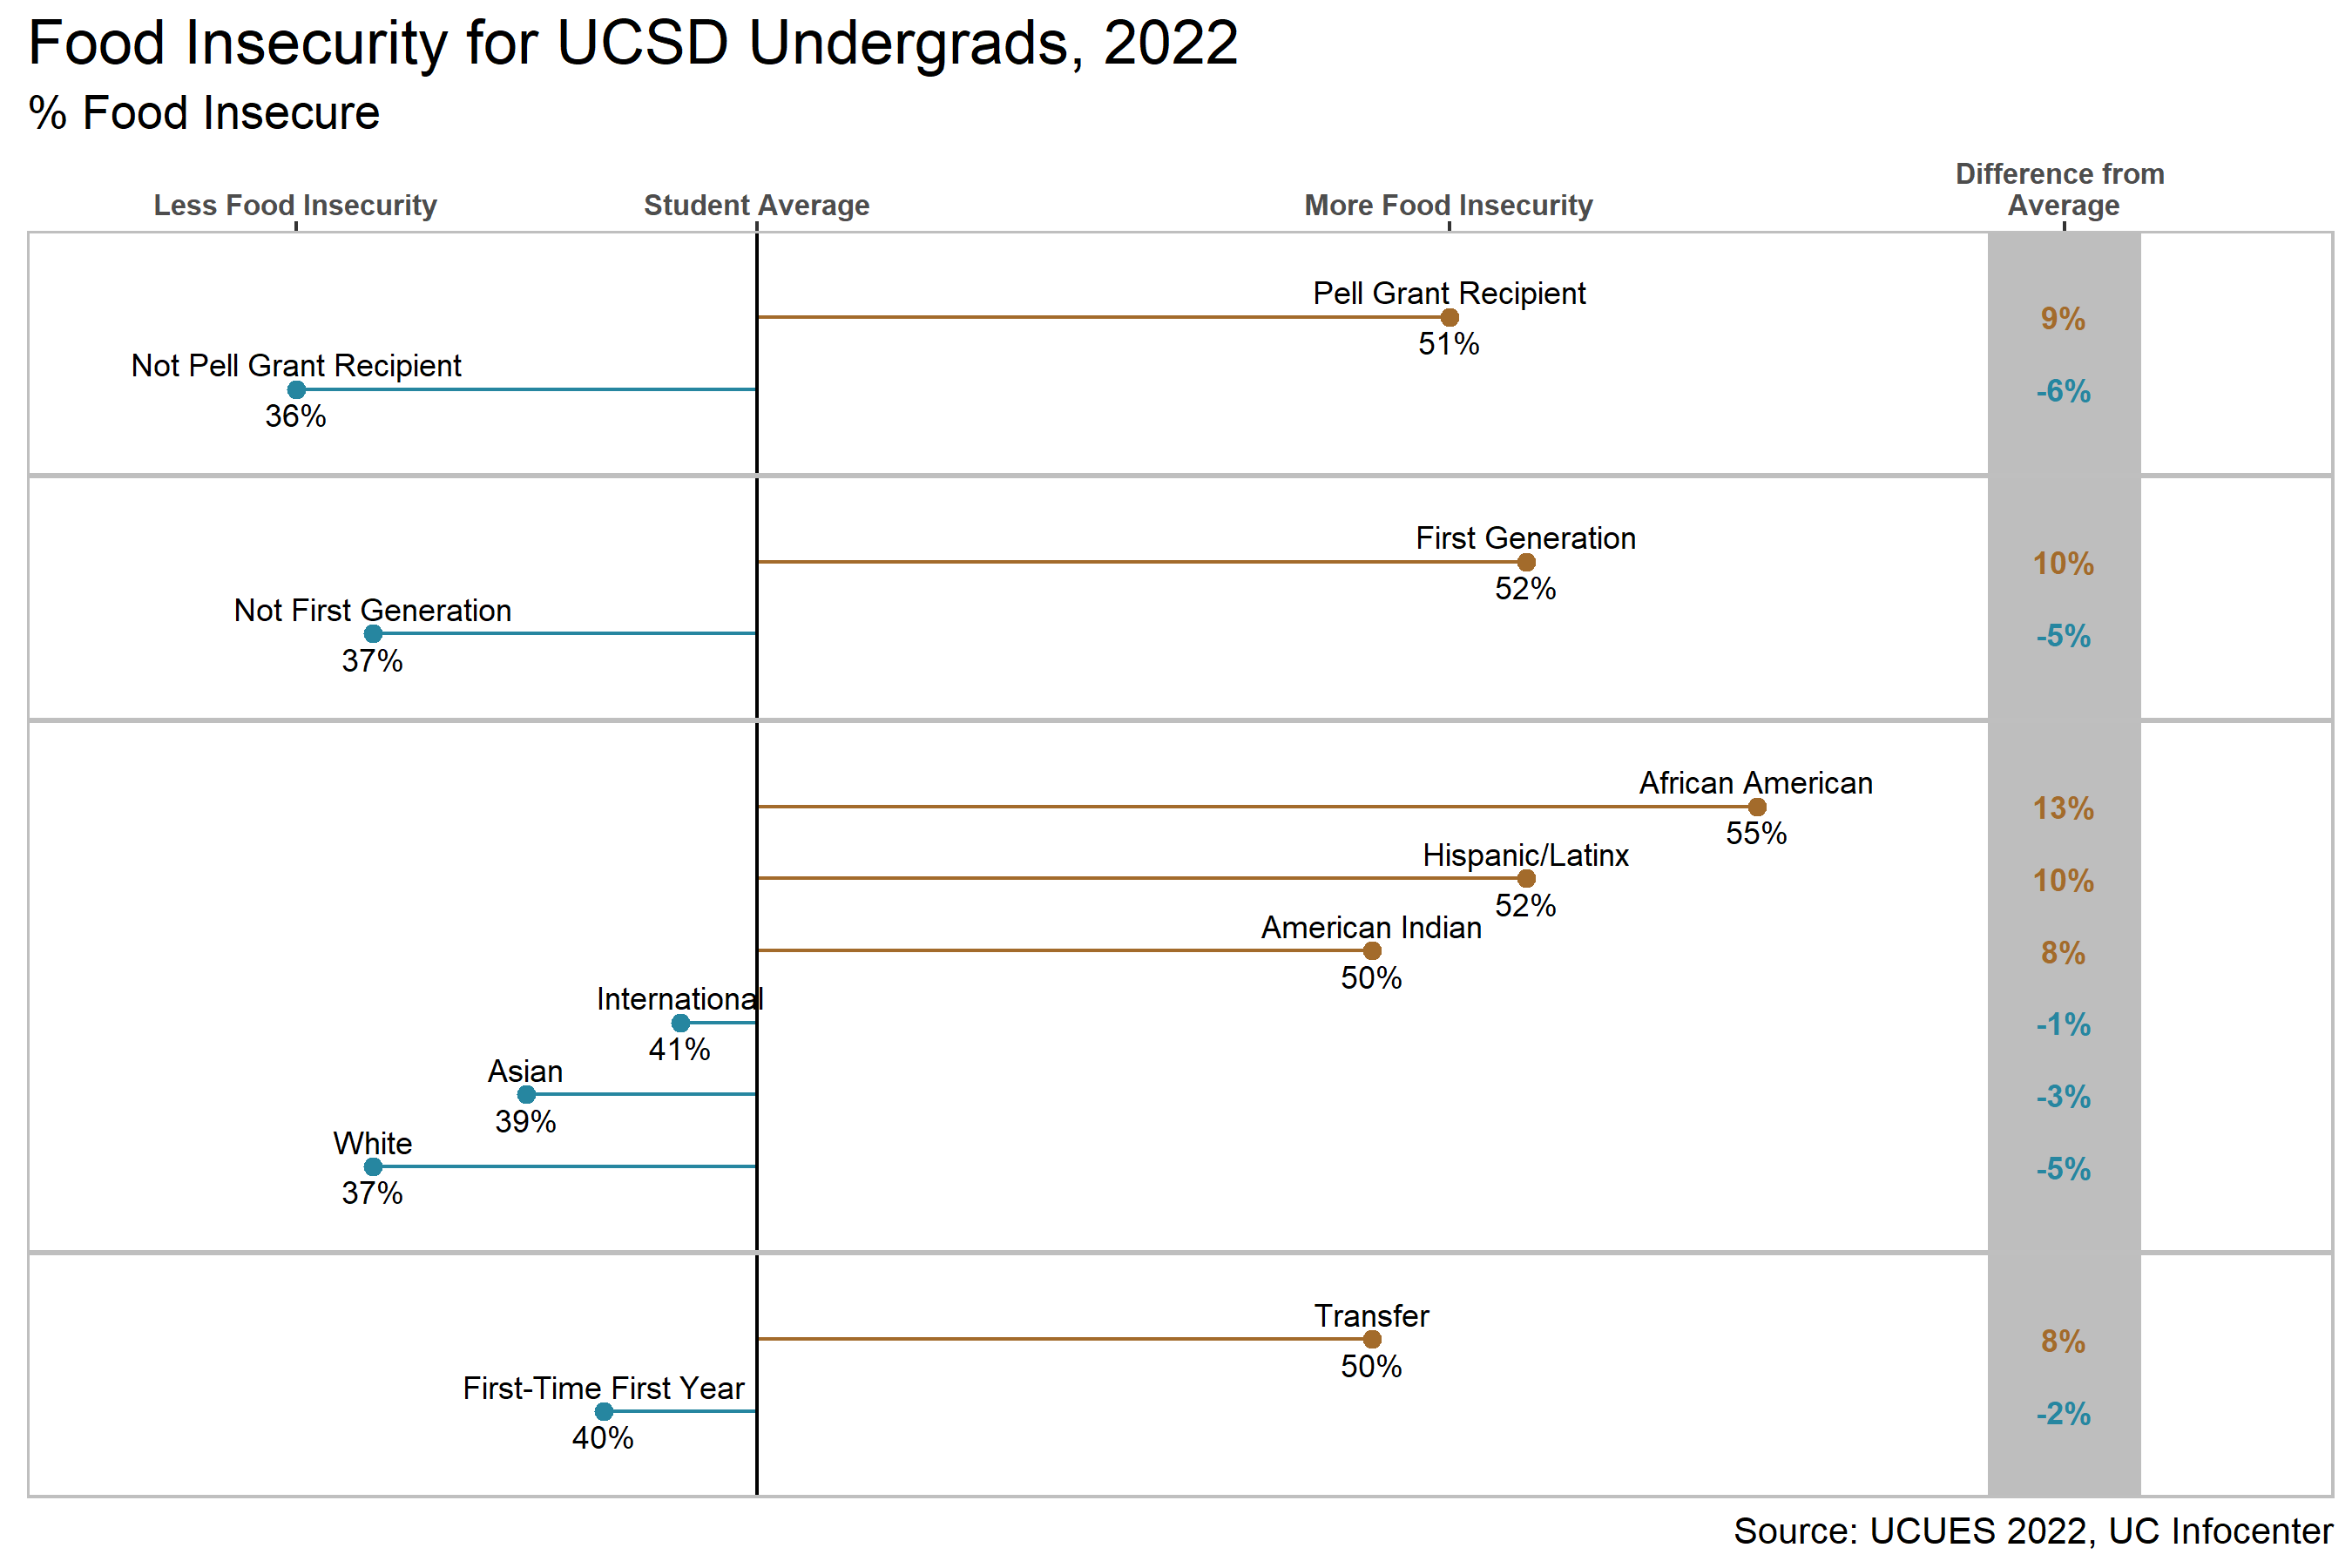 Food Insecurity for UCSD Undergrads, 2022
% Food Insecure
Less Food Insecurity
Student Average
More Food Insecurity
Difference from
Average
Pell Grant Recipient
51%
9%
Not Pell Grant Recipient
36%
-6%
First Generation
52%
10%
Not First Generation
37%
-5%
African American
55%
13%
Hispanic/Latinx
52%
10%
American Indian
50%
8%
International
41%
-1%
Asian
39%
-3%
White
37%
-5%
Transfer
50%
8%
First-Time First Year
40%
-2%
Source: UCUES 2022, UC Infocenter